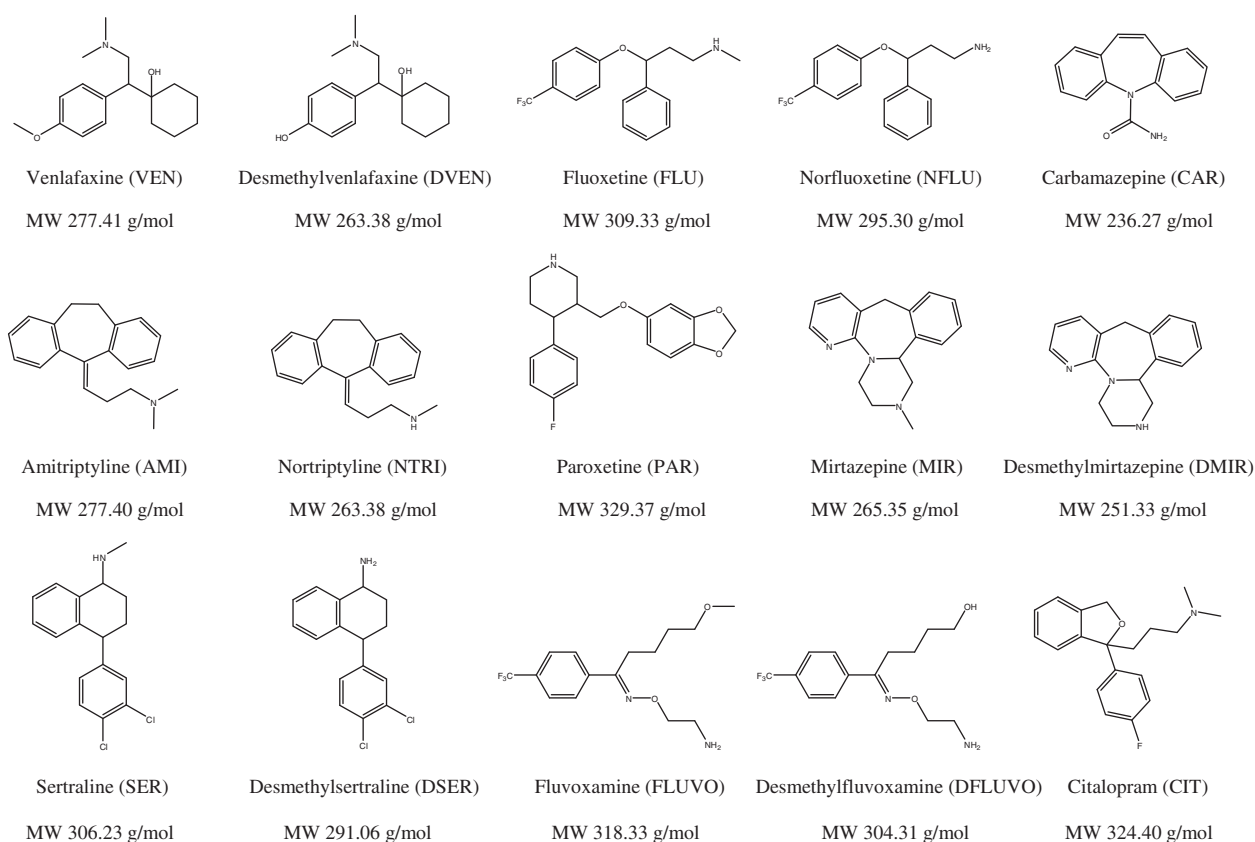 N
OH
O
N
OH
HO
O
H
N
F3C
O
NH2
F3C
N
O
NH2
Venlafaxine (VEN)
Desmethylvenlafaxine (DVEN)
Fluoxetine (FLU)
Norfluoxetine (NFLU)
Carbamazepine (CAR)
MW 277.41 g/mol
MW 263.38 g/mol
MW 309.33 g/mol
MW 295.30 g/mol
MW 236.27 g/mol
N
N
H
H
N
O
O
O
F
N
N
N
N
N
NH
Amitriptyline (AMI)
Nortriptyline (NTRI)
Paroxetine (PAR)
Mirtazepine (MIR)
Desmethylmirtazepine (DMIR)
MW 277.40 g/mol
MW 263.38 g/mol
MW 329.37 g/mol
MW 265.35 g/mol
MW 251.33 g/mol
HN
Cl
Cl
NH2
Cl
Cl
O
F3C
N
O
NH2
OH
F3C
N
O
NH2
O
N
F
Sertraline (SER)
Desmethylsertraline (DSER)
Fluvoxamine (FLUVO)
Desmethylfluvoxamine (DFLUVO)
Citalopram (CIT)
MW 306.23 g/mol
MW 291.06 g/mol
MW 318.33 g/mol
MW 304.31 g/mol
MW 324.40 g/mol